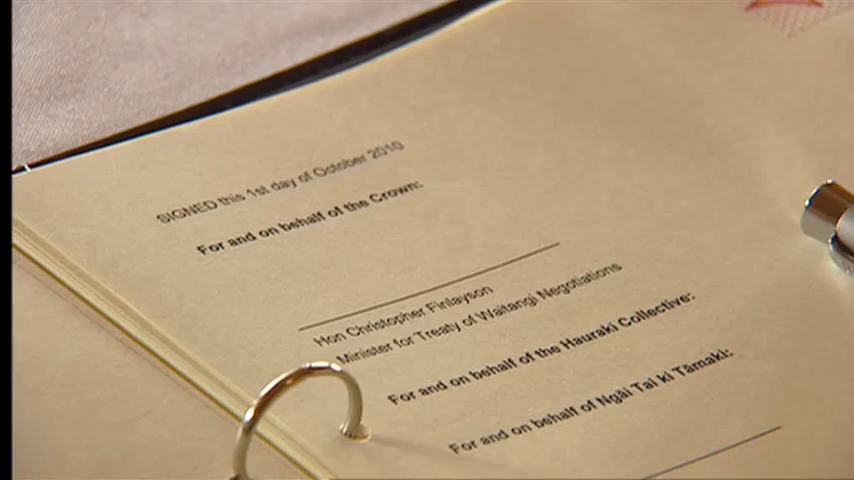 SIGNED this 1st day of October 2010
For and on behalf of the Crown:
Hon Christopher Finlayson
Minister for Treaty of Waitangi Negotiations
For and on behalf of the Hauraki Collective:
For and on behalf of Ngāi Tai ki Tāmaki: